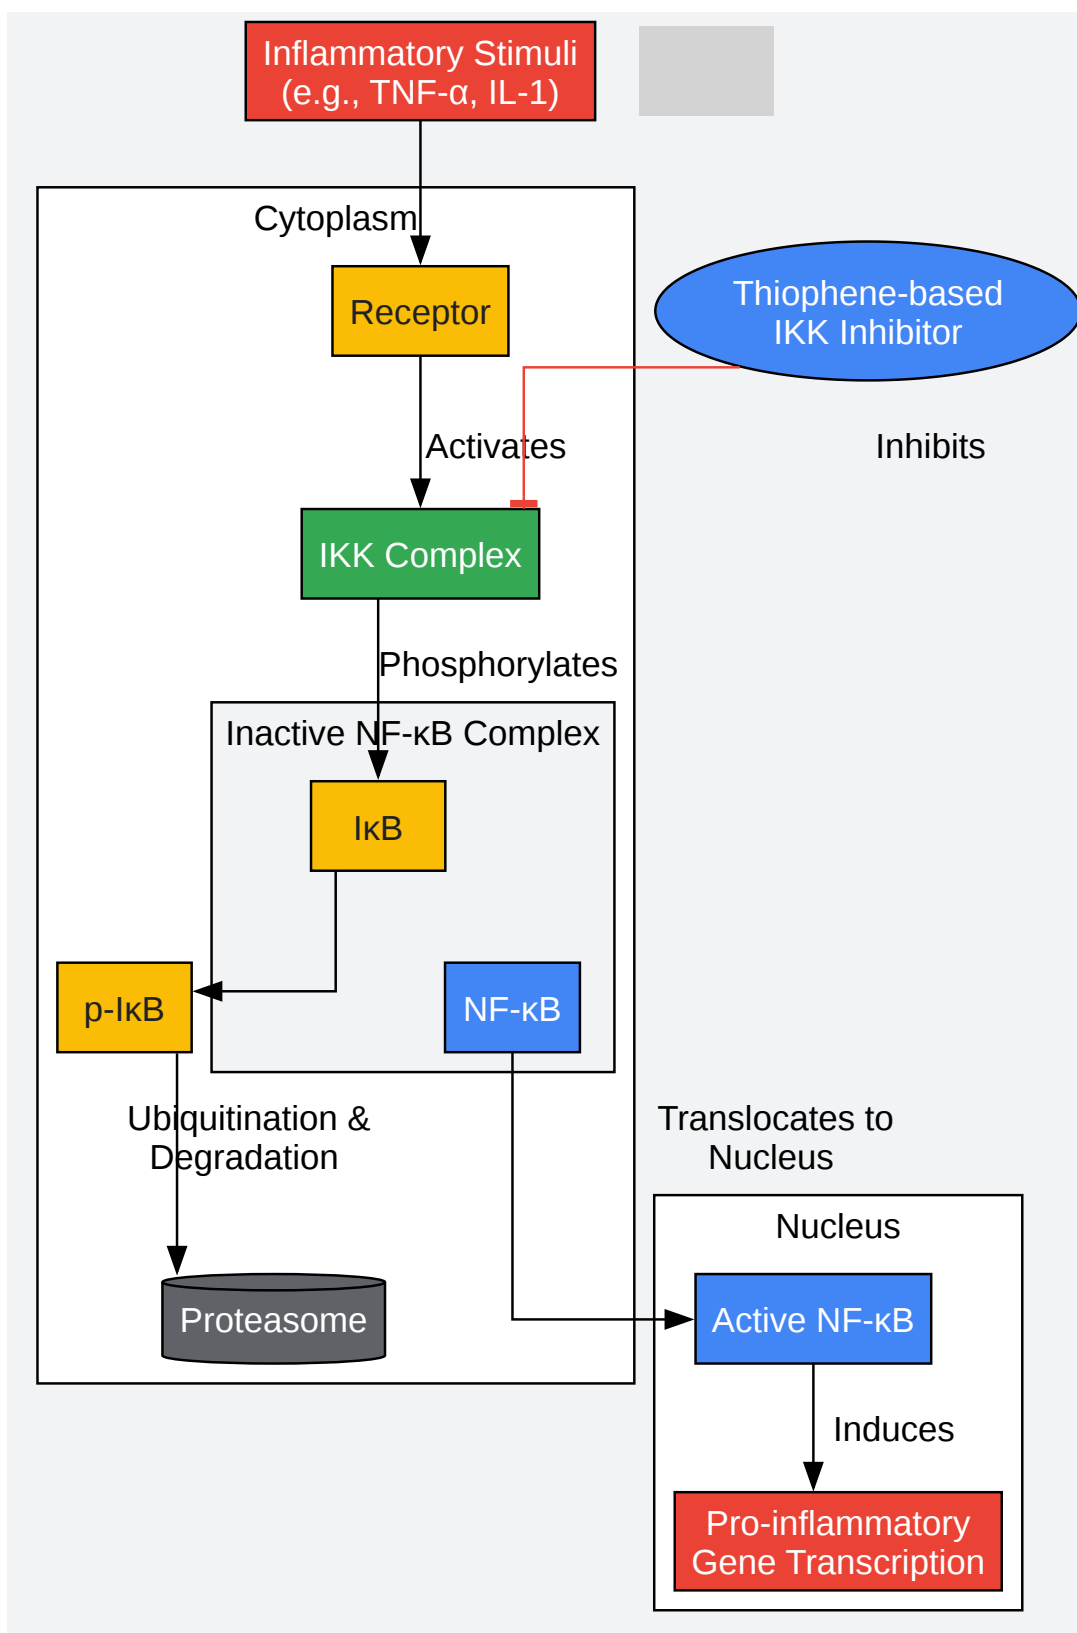 Inflammatory Stimuli
(e.g., TNF-α, IL-1)
Cytoplasm
Receptor
Thiophene-based
IKK Inhibitor
Activates
Inhibits
IKK Complex
Phosphorylates
Inactive NF-κB Complex
IκB
p-IκB
NF-κB
Ubiquitination &
Degradation
Translocates to
Nucleus
Nucleus
Proteasome
Active NF-κB
Induces
Pro-inflammatory
Gene Transcription